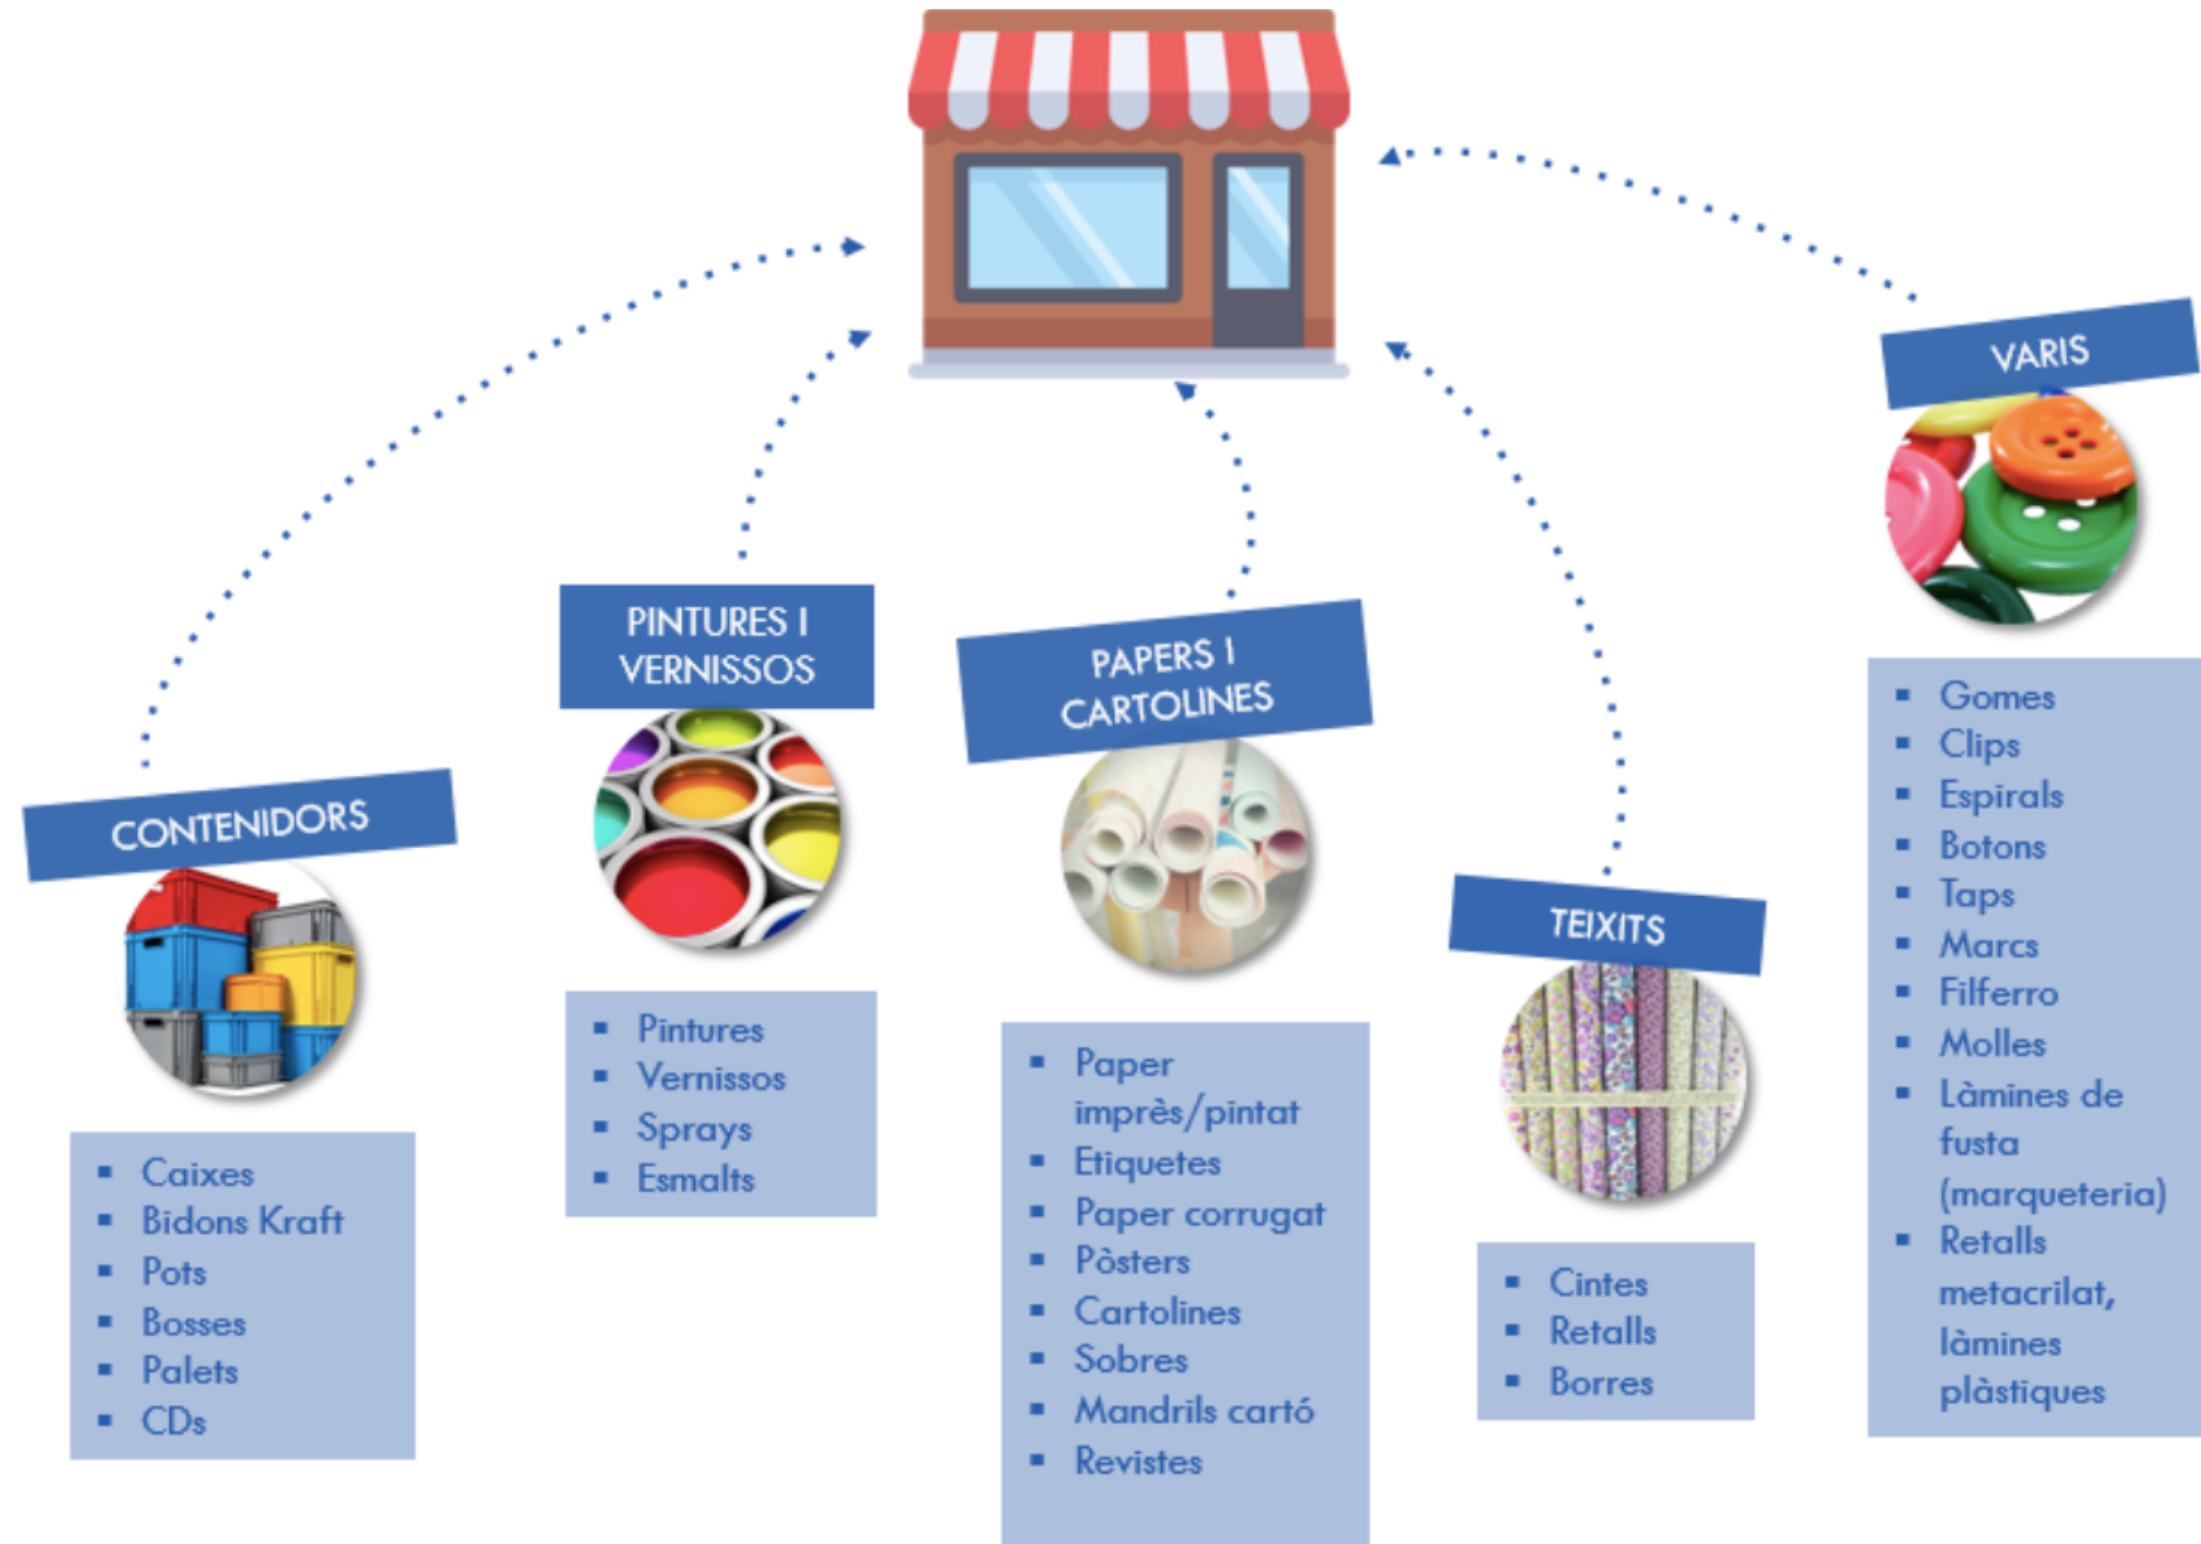 CONTENIDORS
▪ Caixes
▪ Bidons Kraft
▪ Pots
▪ Bosses
▪ Palets
▪ CDs
PINTURES I
VERNISSOS
▪ Pintures
▪ Vernissos
▪ Sprays
▪ Esmalts
PAPERS I
CARTOLINES
▪ Paper
imprès/pintat
▪ Etiquetes
▪ Paper corrugat
▪ Pòsters
▪ Cartolines
▪ Sobres
▪ Mandrils cartó
▪ Revistes
TEIXITS
▪ Cintes
▪ Retalls
▪ Borres
VARIS
▪ Gomes
▪ Clips
▪ Espirals
▪ Botons
▪ Taps
▪ Marcs
▪ Filferro
▪ Molles
▪ Làmines de
fusta
(marqueteria)
▪ Retalls
metacrilat,
làmines
plàstiques